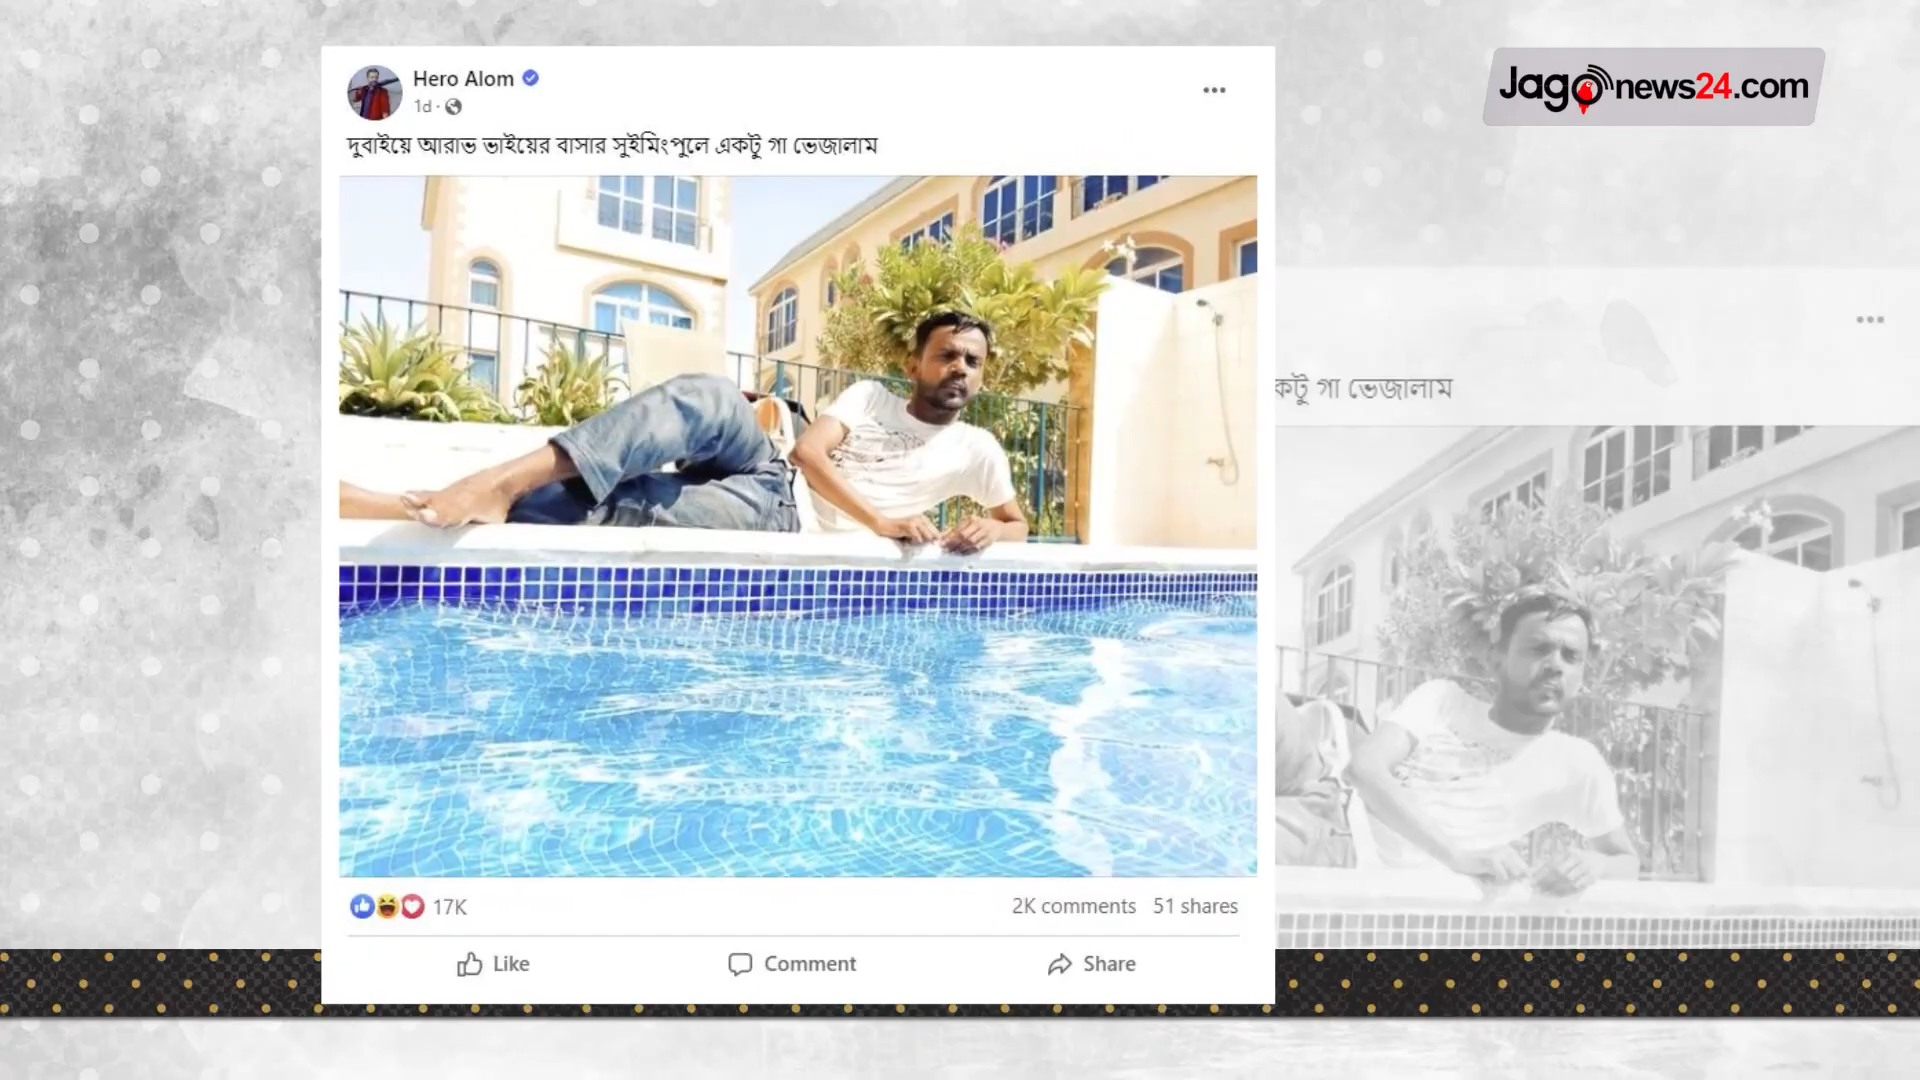 Hero Alom
1d ·
দুবাইয়ে আরাভ ভাইয়ের বাসার সুইমিংপুলে একটু গা ভেজালাম
Jagonews24.com
কটু গা ভেজালাম
17K
2K comments 51 shares
Like Comment Share